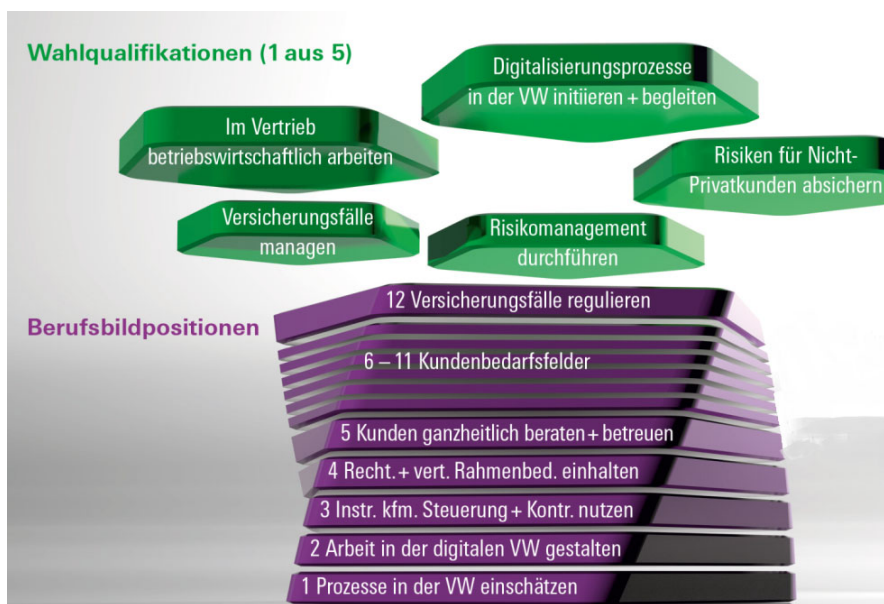 Wahlqualifikationen (1 aus 5)
Digitalisierungsprozesse
in der VW initiieren + begleiten
Im Vertrieb
betriebswirtschaftlich arbeiten
Risiken für Nicht-
Privatkunden absichern
Versicherungsfälle
managen
Risikomanagement
durchführen
Berufsbildpositionen
12 Versicherungsfälle regulieren
6 – 11 Kundenbedarfsfelder
5 Kunden ganzheitlich beraten + betreuen
4 Recht. + vert. Rahmenbed. einhalten
3 Instr. kfm. Steuerung + Kontr. nutzen
2 Arbeit in der digitalen VW gestalten
1 Prozesse in der VW einschätzen